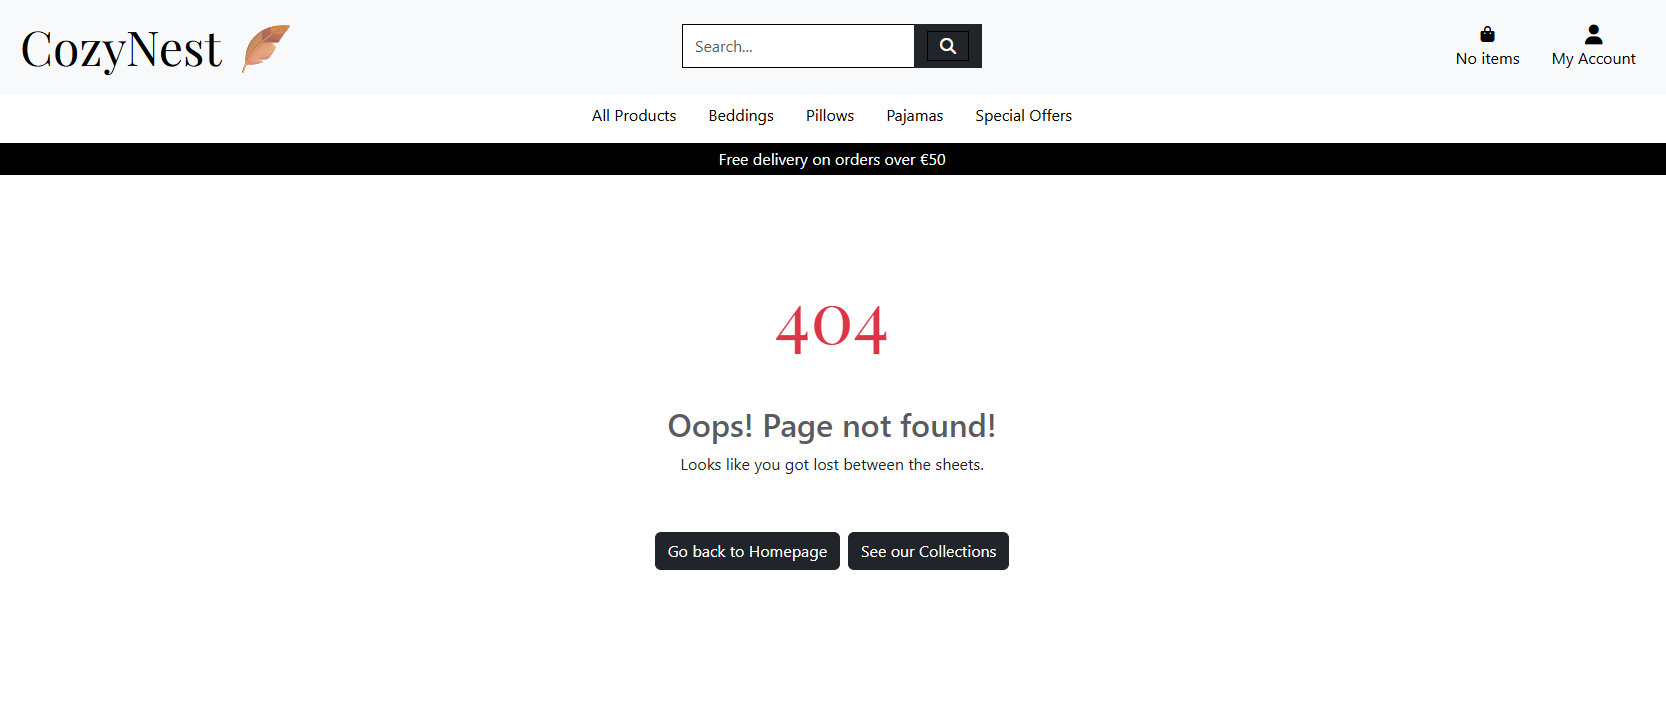 CozyNest
Search...
No items
My Account
All Products
Beddings
Pillows
Pajamas
Special Offers
Free delivery on orders over €50
404
Oops! Page not found!
Looks like you got lost between the sheets.
Go back to Homepage
See our Collections